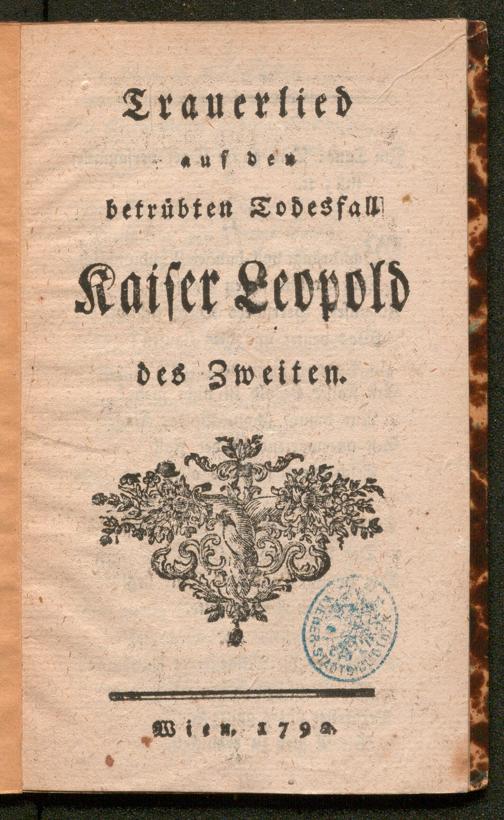 Trauerlied
auf den
betrübten Todesfall
Kaiser Leopold
des Zweiten.
Wien, 1792.